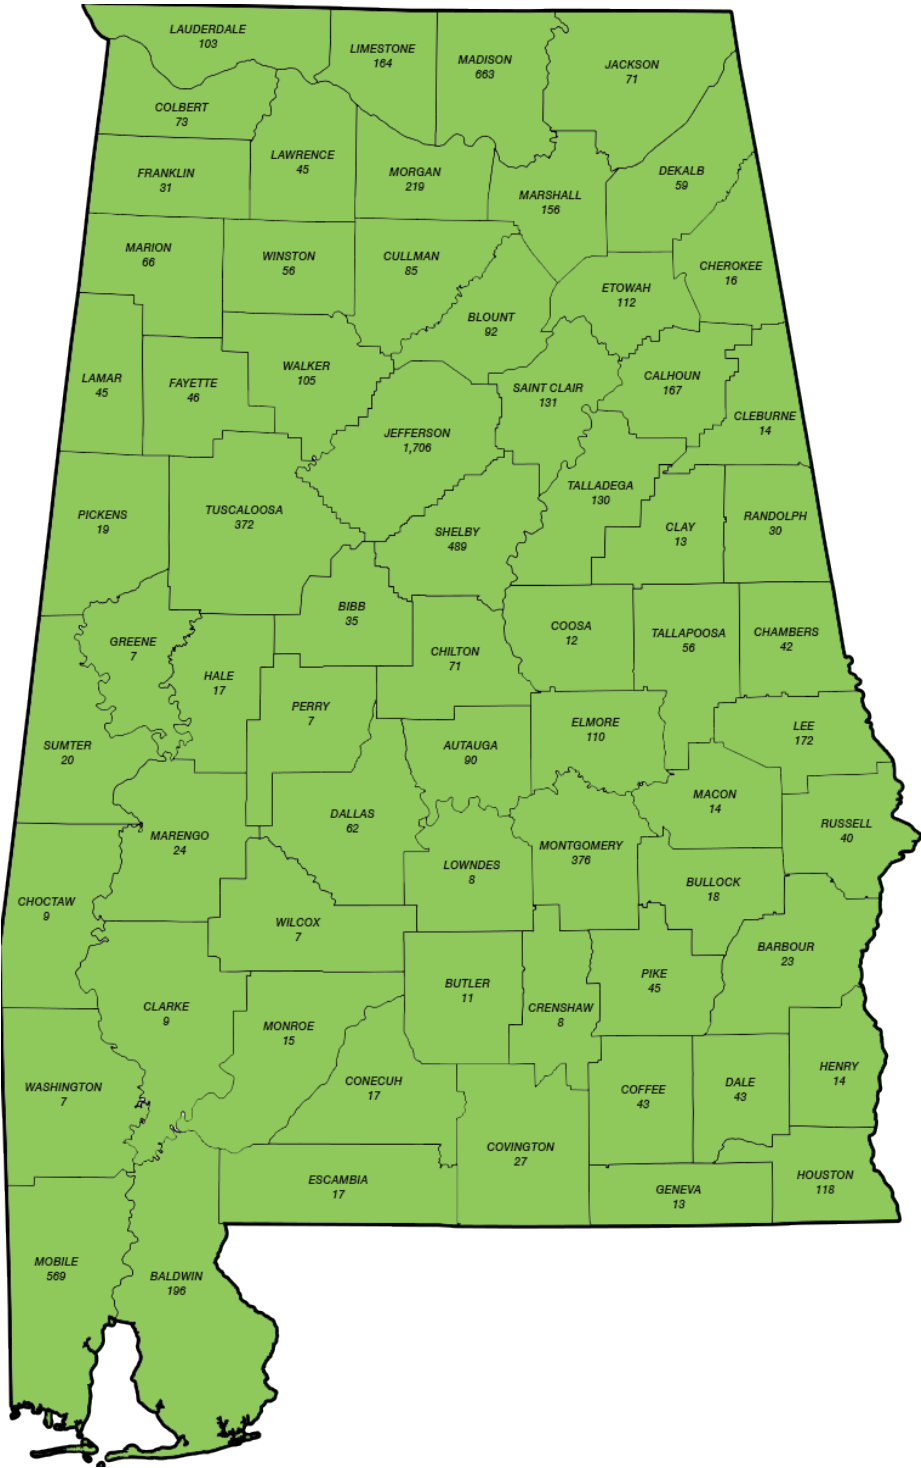 LAUDERDALE
103
LIMESTONE
164
MADISON
663
JACKSON
71
COLBERT
73
LAWRENCE
45
FRANKLIN
31
MORGAN
219
DEKALB
59
MARSHALL
156
MARION
66
WINSTON
56
CULLMAN
85
CHEROKEE
16
ETOWAH
112
BLOUNT
92
WALKER
105
LAMAR
45
FAYETTE
46
SAINT CLAIR
131
CALHOUN
167
CLEBURNE
14
JEFFERSON
1,706
TALLADEGA
130
PICKENS
19
TUSCALOOSA
372
SHELBY
489
CLAY
13
RANDOLPH
30
BIBB
35
GREENE
7
COOSA
12
TALLAPOOSA
56
CHAMBERS
42
CHILTON
71
HALE
17
PERRY
7
ELMORE
110
LEE
172
SUMTER
20
AUTAUGA
90
MACON
14
DALLAS
62
RUSSELL
40
MARENGO
24
MONTGOMERY
376
LOWNDES
8
BULLOCK
18
CHOCTAW
9
WILCOX
7
BARBOUR
23
PIKE
45
BUTLER
11
CRENSHAW
8
CLARKE
9
MONROE
15
HENRY
14
CONECUH
17
WASHINGTON
7
COFFEE
43
DALE
43
COVINGTON
27
ESCAMBIA
17
GENEVA
13
HOUSTON
118
MOBILE
569
BALDWIN
196